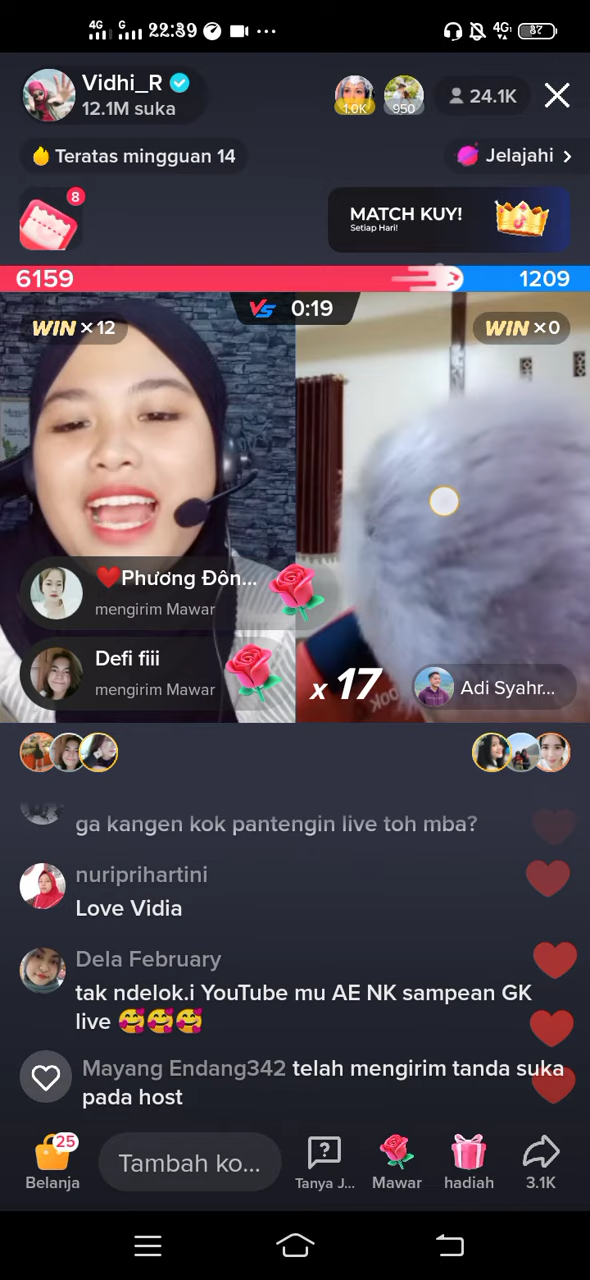 4G G 22:39 4G 87
Vidhi_R
12.1M suka
1.0K 950 24.1K
Teratas mingguan 14 Jelajahi
8
MATCH KUY!
Setiap Hari!
6159 1209
VS 0:19
WIN x 12 WIN x0
❤️Phương Đôn...
mengirim Mawar
Defi fiii
mengirim Mawar
x 17
Adi Syahr...
ga kangen kok pantengin live toh mba?
nuriprihartini
Love Vidia
Dela February
tak ndelok.i YouTube mu AE NK sampean GK
live 🥰🥰🥰
Mayang Endang342 telah mengirim tanda suka
pada host
25
Belanja
Tambah ko...
Tanya J...
Mawar
hadiah
3.1K